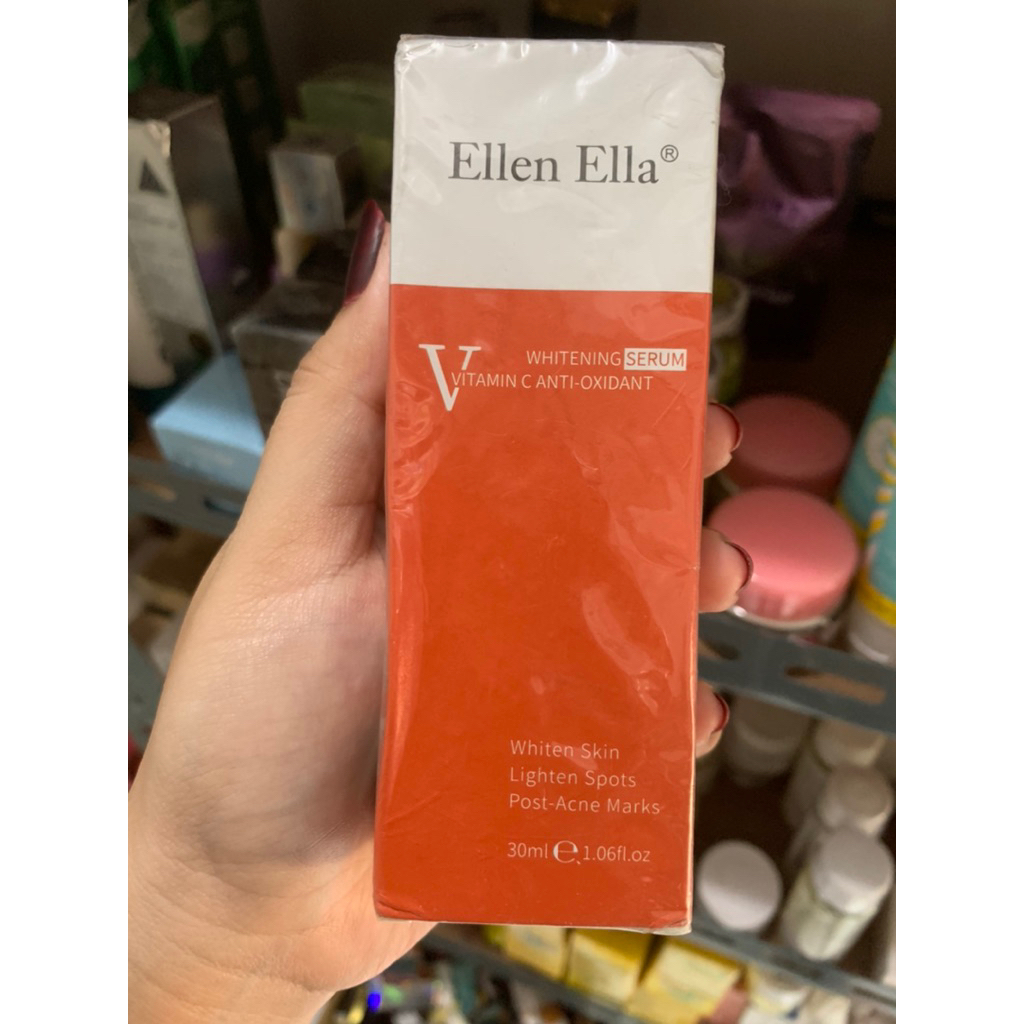 Ellen Ella®
WHITENING SERUM
VITAMIN C ANTI-OXIDANT
Whiten Skin
Lighten Spots
Post-Acne Marks
30ml ℮ 1.06fl.oz